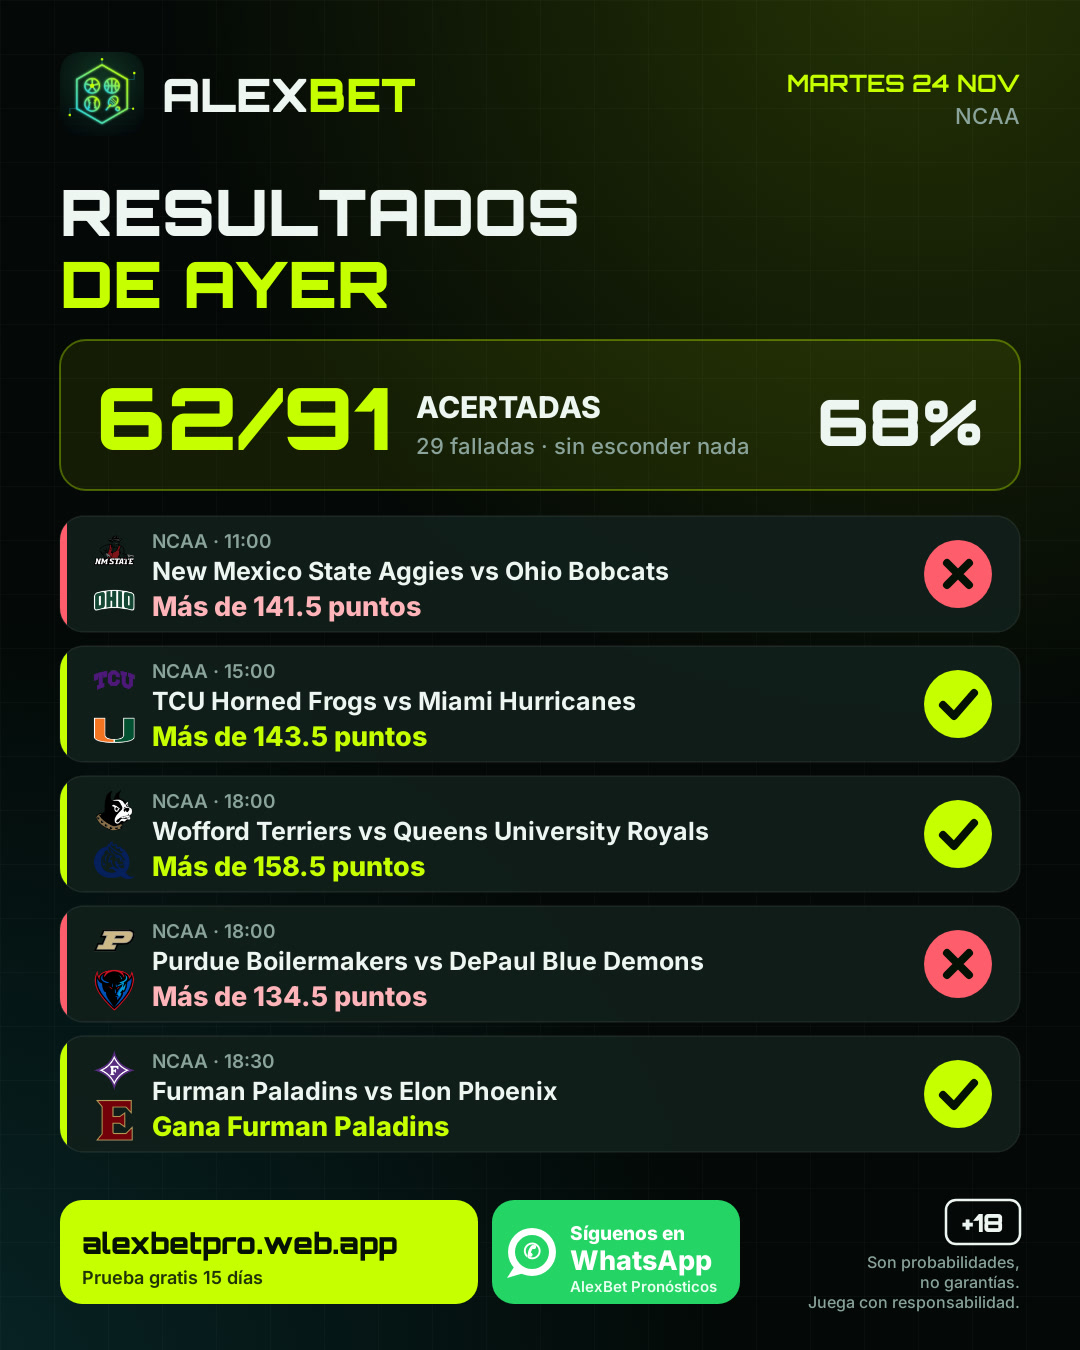 ALEXBET
MARTES 24 NOV
NCAA
RESULTADOS
DE AYER
62/91
ACERTADAS
29 falladas · sin esconder nada
68%
NCAA · 11:00
New Mexico State Aggies vs Ohio Bobcats
Más de 141.5 puntos
NM STATE
OHIO
NCAA · 15:00
TCU Horned Frogs vs Miami Hurricanes
Más de 143.5 puntos
TCU
U
NCAA · 18:00
Wofford Terriers vs Queens University Royals
Más de 158.5 puntos
Q
NCAA · 18:00
Purdue Boilermakers vs DePaul Blue Demons
Más de 134.5 puntos
P
NCAA · 18:30
Furman Paladins vs Elon Phoenix
Gana Furman Paladins
F
E
alexbetpro.web.app
Prueba gratis 15 días
Síguenos en
WhatsApp
AlexBet Pronósticos
+18
Son probabilidades,
no garantías.
Juega con responsabilidad.